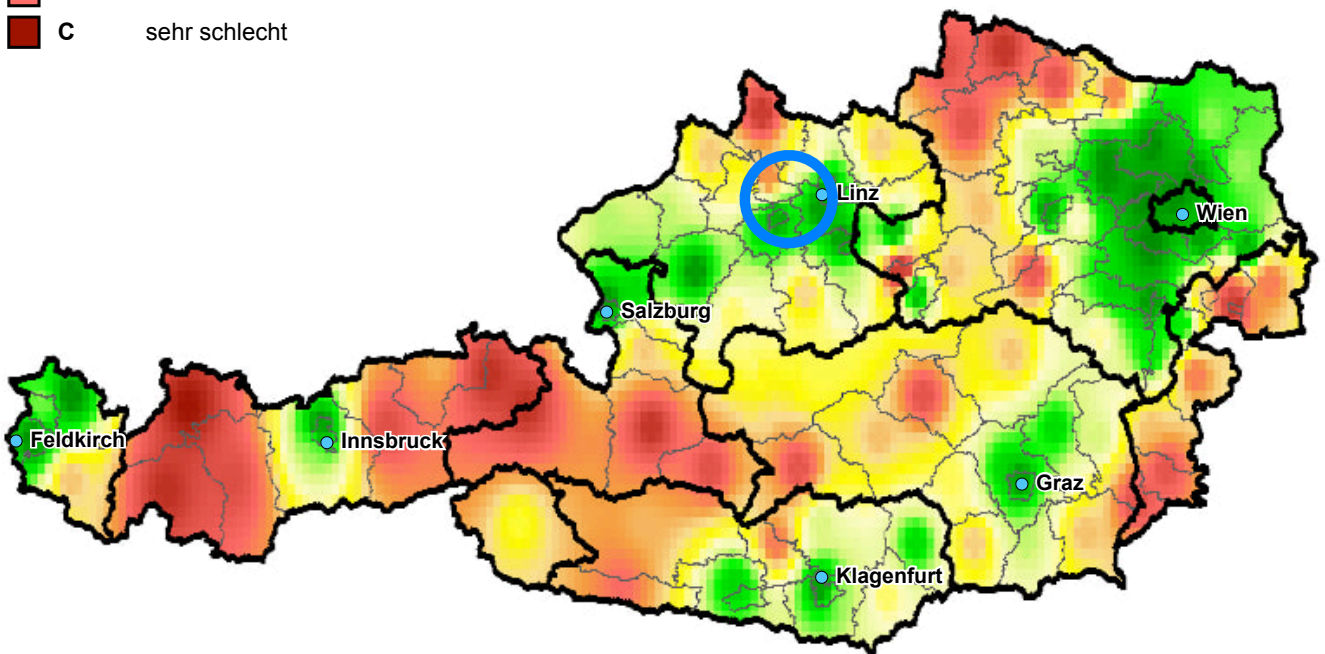 C sehr schlecht
Linz
Wien
Salzburg
Feldkirch
Innsbruck
Graz
Klagenfurt